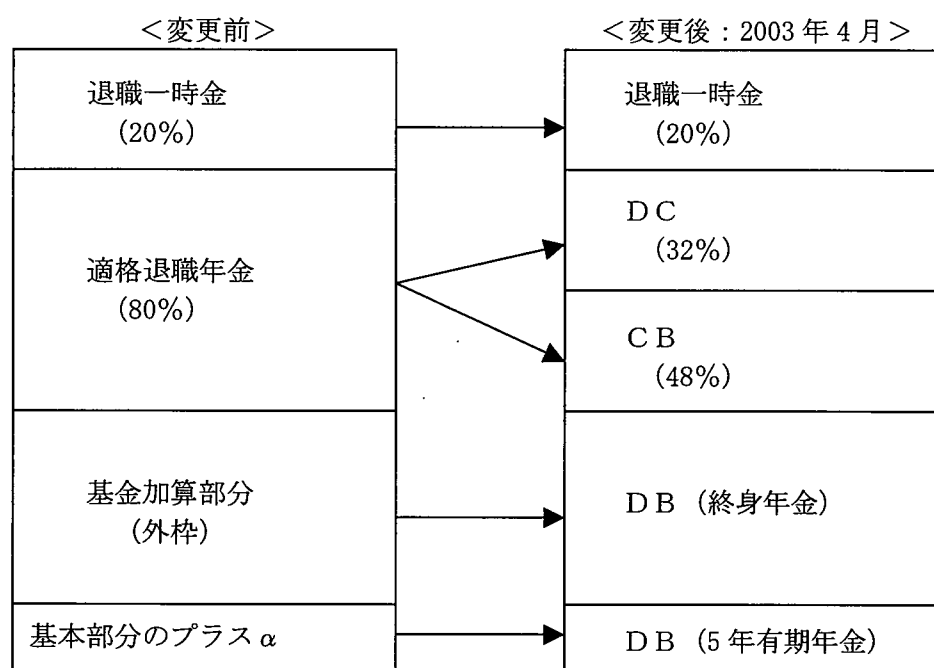 ＜変更前＞
退職一時金
(20％)
適格退職年金
(80％)
基金加算部分
(外枠)
基本部分のプラスα
＜変更後：2003年4月＞
退職一時金
(20％)
ＤＣ
(32％)
ＣＢ
(48％)
ＤＢ (終身年金)
ＤＢ (5年有期年金)